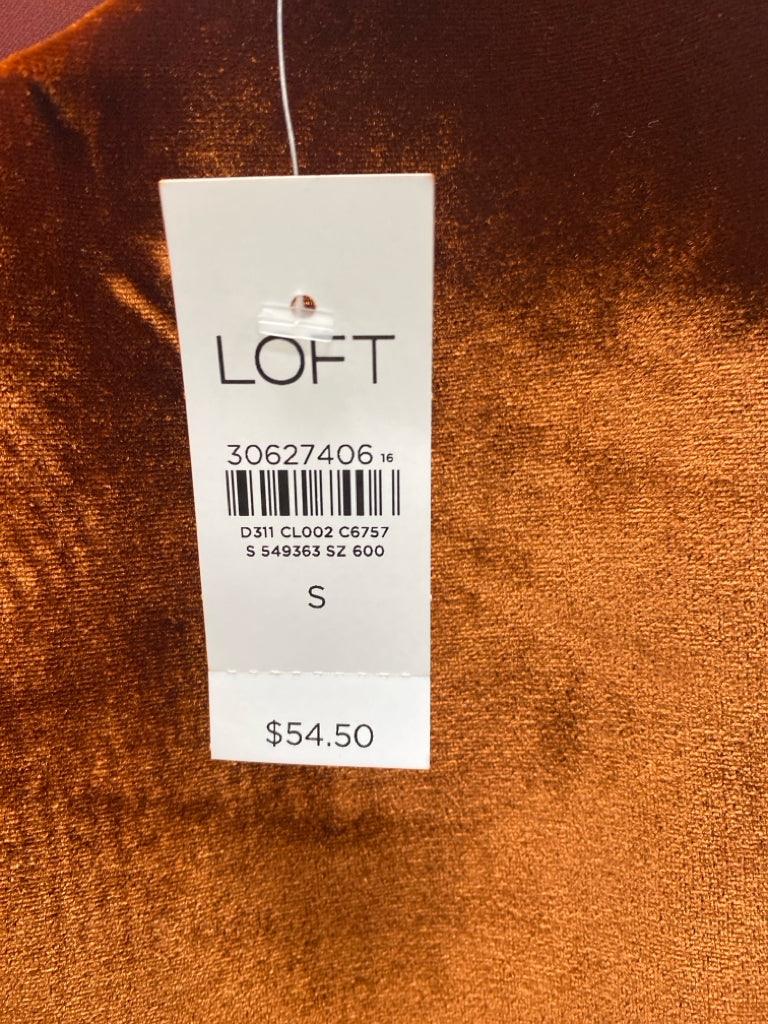 LOFT
30627406 16
D311 CL002 C6757
S 549363 SZ 600
S
$54.50